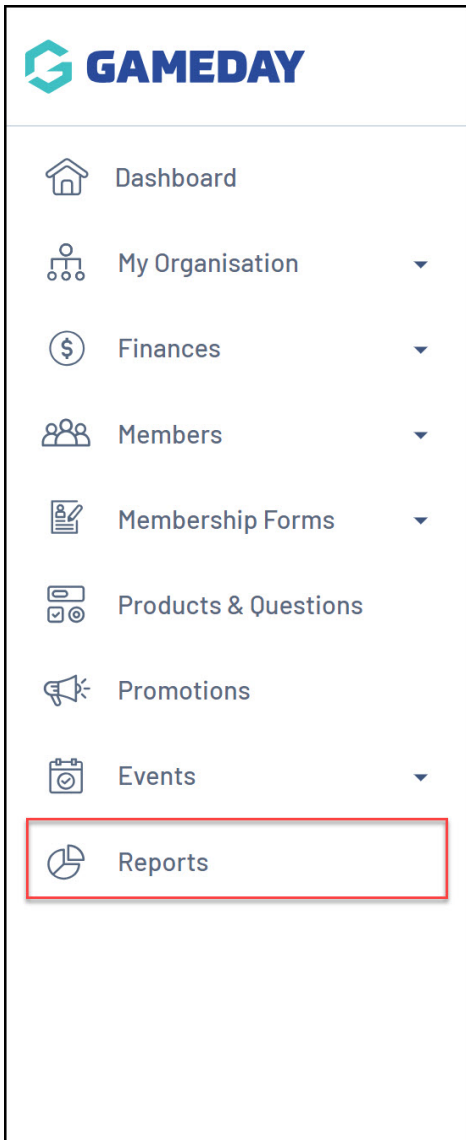 GAMEDAY
Dashboard
My Organisation
Finances
Members
Membership Forms
Products & Questions
Promotions
Events
Reports